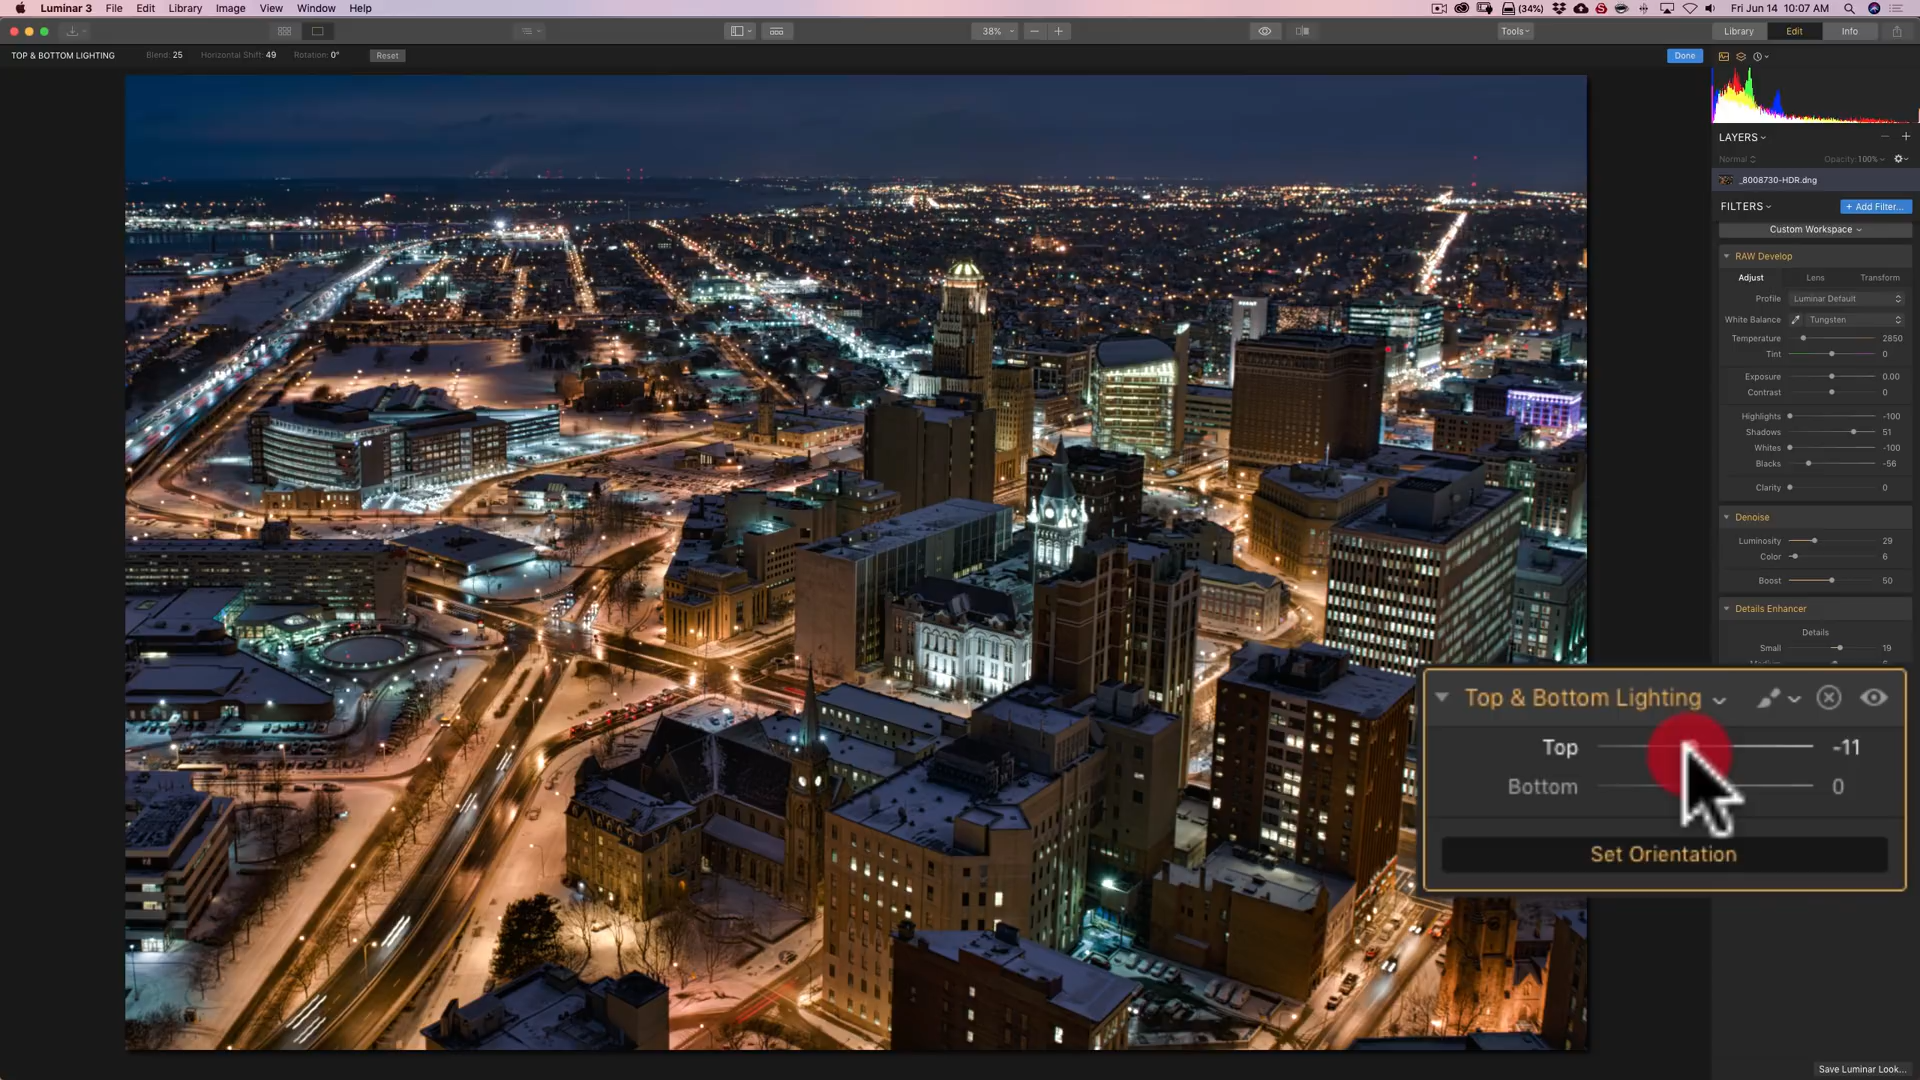 Luminar 3 File Edit Library Image View Window Help (34%) Fri Jun 14 10:07 AM
38% Tools Library Edit Info
TOP & BOTTOM LIGHTING Blend: 25 Horizontal Shift: 49 Rotation: 0° Reset Done
LAYERS
Normal Opacity: 100%
_8008730-HDR.dng
FILTERS + Add Filter...
Custom Workspace
RAW Develop
Adjust Lens Transform
Profile Luminar Default
White Balance Tungsten
Temperature 2850
Tint 0
Exposure 0.00
Contrast 0
Highlights -100
Shadows 51
Whites -100
Blacks -56
Clarity 0
Denoise
Luminosity 29
Color 6
Boost 50
Details Enhancer
Details
Small 19
Top & Bottom Lighting
Top -11
Bottom 0
Set Orientation
Save Luminar Look...